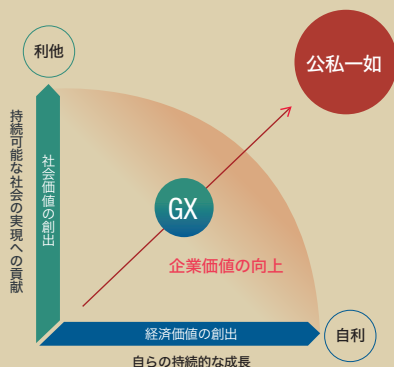 利他
公私一如
持続可能な社会の実現への貢献
社会価値の創出
GX
企業価値の向上
経済価値の創出
自利
自らの持続的な成長